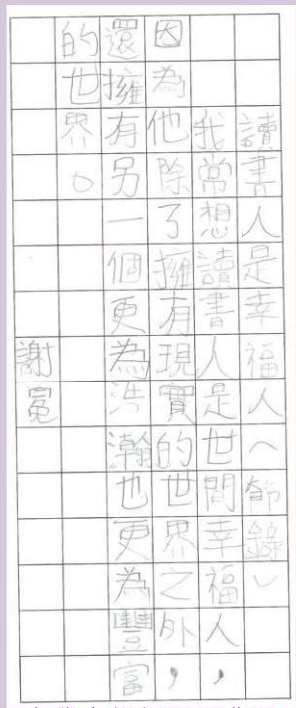 讀書人是幸福人(節錄)
我常想讀書人是世間幸福人,
因為他除了擁有現實的世界之外,
還擁有另一個更為浩瀚也更為豐富
的世界。
謝冕